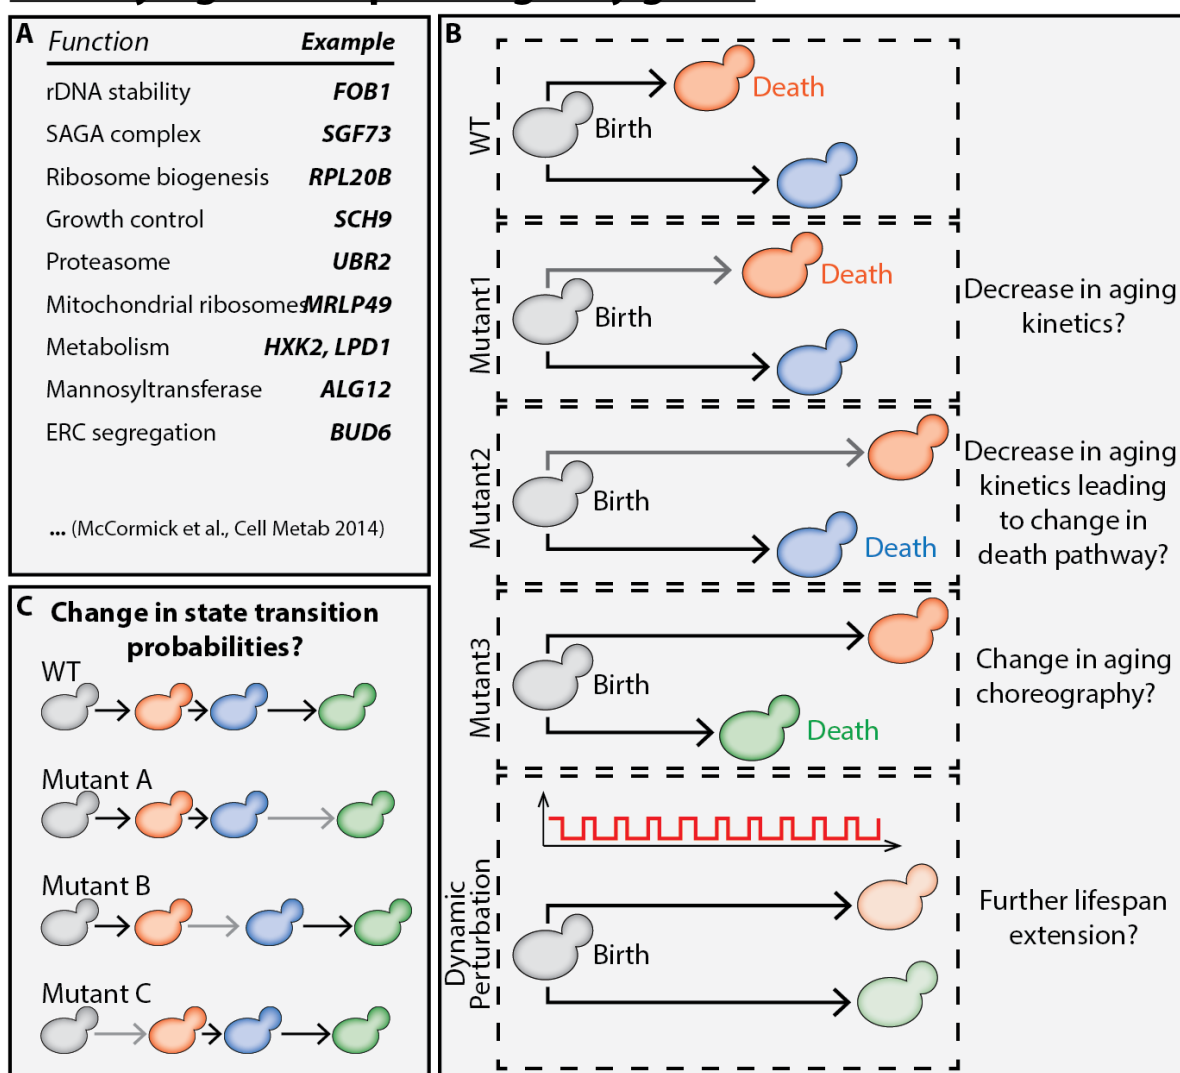 A
Function Example
rDNA stability FOB1
SAGA complex SGF73
Ribosome biogenesis RPL20B
Growth control SCH9
Proteasome UBR2
Mitochondrial ribosomes MRLP49
Metabolism HXK2, LPD1
Mannosyltransferase ALG12
ERC segregation BUD6
... (McCormick et al., Cell Metab 2014)
B
WT
Birth
Death
Mutant1
Birth
Death
Decrease in aging
kinetics?
Mutant2
Birth
Death
Decrease in aging
kinetics leading
to change in
death pathway?
Mutant3
Birth
Death
Change in aging
choreography?
Dynamic
Perturbation
Birth
Further lifespan
extension?
C
Change in state transition
probabilities?
WT
Mutant A
Mutant B
Mutant C